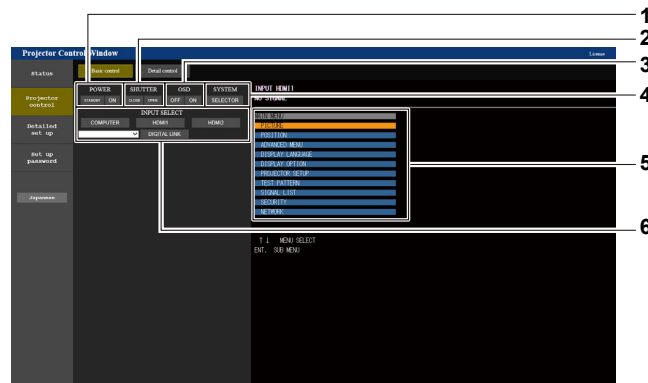 1
2
Projector Control Window
License
3
Status
Basic control
Detail control
POWER
SHUTTER
OSD
SYSTEM
INPUT HDMI1
4
STANDBY
ON
CLOSE
OPEN
OFF
ON
SELECTOR
NO SIGNAL
Projector
control
INPUT SELECT
MAIN MENU
COMPUTER
HDMI1
HDMI2
PICTURE
DIGITAL LINK
POSITION
Detailed
set up
ADVANCED MENU
DISPLAY LANGUAGE
DISPLAY OPTION
5
Set up
password
PROJECTOR SETUP
TEST PATTERN
SIGNAL LIST
Japanese
SECURITY
NETWORK
6
↑↓ MENU SELECT
ENT. SUB MENU